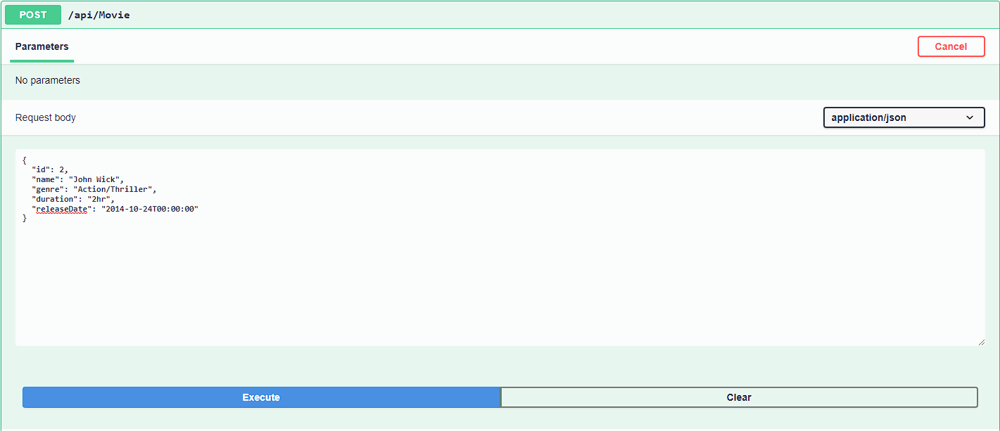 POST /api/Movie
Parameters
Cancel
No parameters
Request body
application/json
{
  "id": 2,
  "name": "John Wick",
  "genre": "Action/Thriller",
  "duration": "2hr",
  "releaseDate": "2014-10-24T00:00:00"
}
Execute
Clear